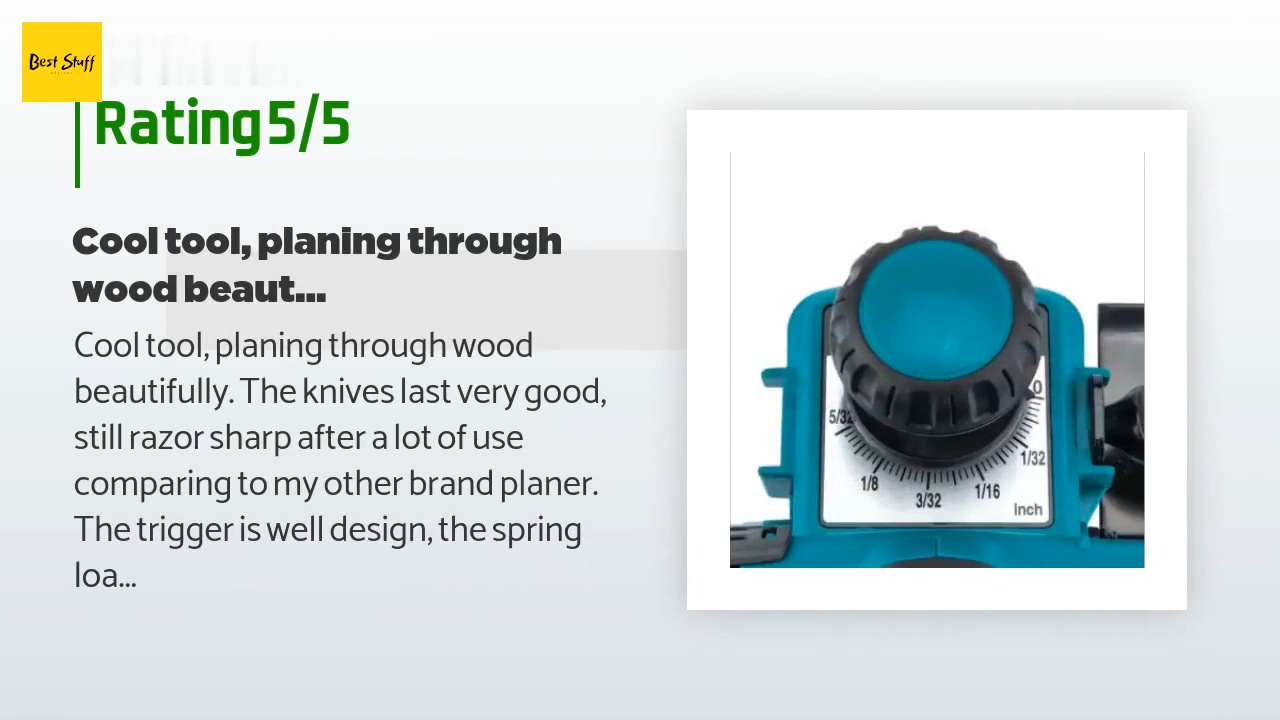 Best Stuff
Rating 5/5
Cool tool, planing through
wood beaut...
Cool tool, planing through wood
beautifully. The knives last very good,
still razor sharp after a lot of use
comparing to my other brand planer.
The trigger is well design, the spring
loa...
0
5/32
1/32
1/8
1/16
3/32
inch